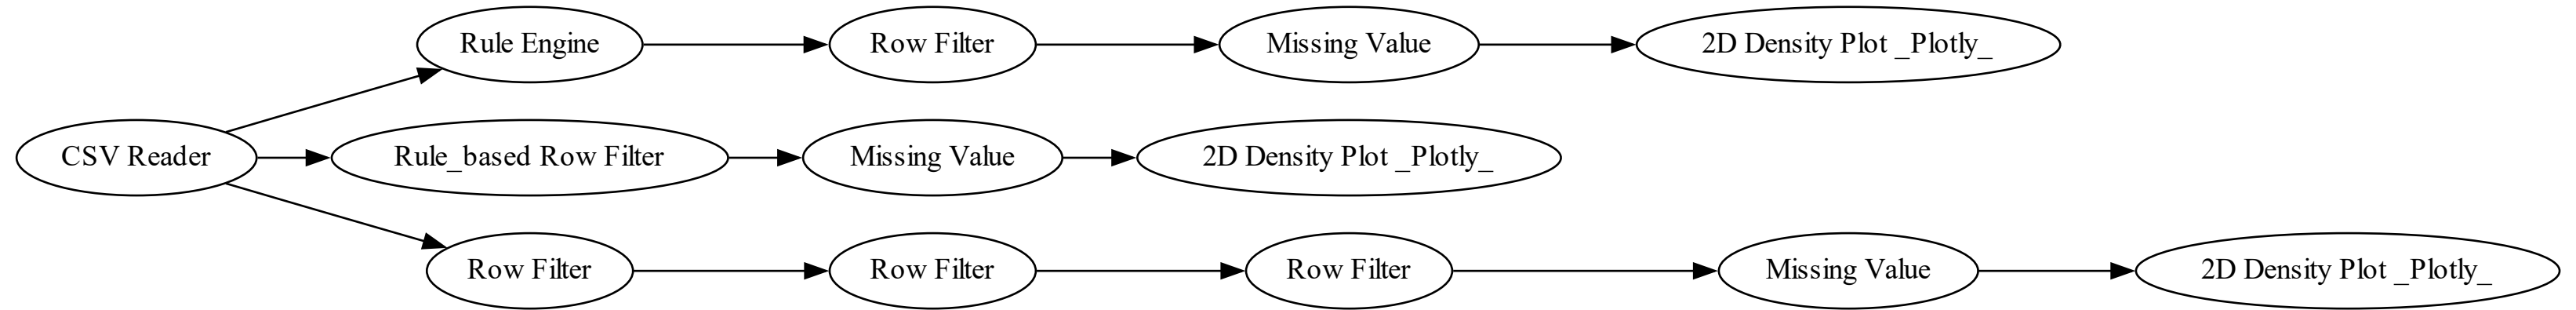 Rule Engine
Row Filter
Missing Value
2D Density Plot _Plotly_
CSV Reader
Rule_based Row Filter
Missing Value
2D Density Plot _Plotly_
Row Filter
Row Filter
Row Filter
Missing Value
2D Density Plot _Plotly_